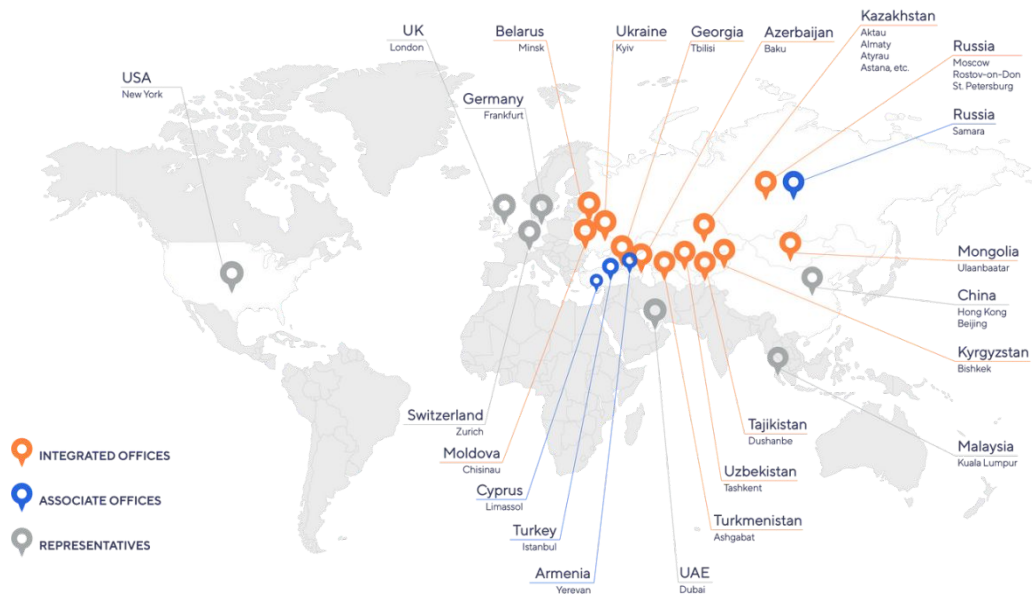 USA
New York
UK
London
Germany
Frankfurt
Belarus
Minsk
Ukraine
Kyiv
Georgia
Tbilisi
Azerbaijan
Baku
Kazakhstan
Aktau
Almaty
Atyrau
Astana, etc.
Russia
Moscow
Rostov-on-Don
St. Petersburg
Russia
Samara
Mongolia
Ulaanbaatar
China
Hong Kong
Beijing
Kyrgyzstan
Bishkek
Malaysia
Kuala Lumpur
Tajikistan
Dushanbe
Uzbekistan
Tashkent
Turkmenistan
Ashgabat
UAE
Dubai
Switzerland
Zurich
Moldova
Chisinau
Cyprus
Limassol
Turkey
Istanbul
Armenia
Yerevan
INTEGRATED OFFICES
ASSOCIATE OFFICES
REPRESENTATIVES